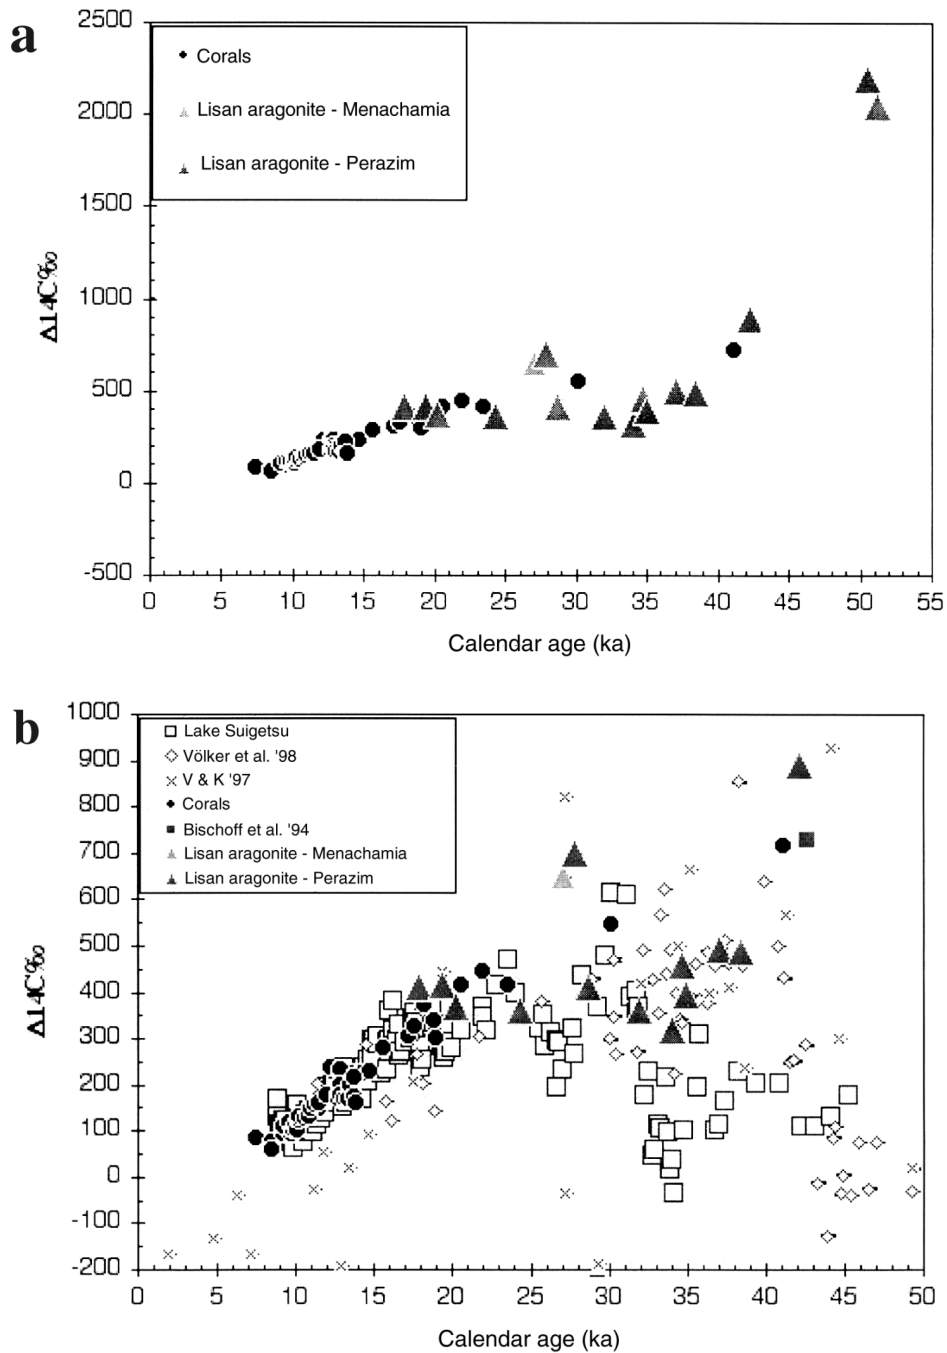 a
2500
2000
1500
1000
500
0
-500
Corals
Lisan aragonite - Menachamia
Lisan aragonite - Perazim
Δ14C‰
0 5 10 15 20 25 30 35 40 45 50 55
Calendar age (ka)
b
1000
900
800
700
600
500
400
300
200
100
0
-100
-200
Lake Suigetsu
Völker et al. '98
V & K '97
Corals
Bischoff et al. '94
Lisan aragonite - Menachamia
Lisan aragonite - Perazim
Δ14C‰
0 5 10 15 20 25 30 35 40 45 50
Calendar age (ka)